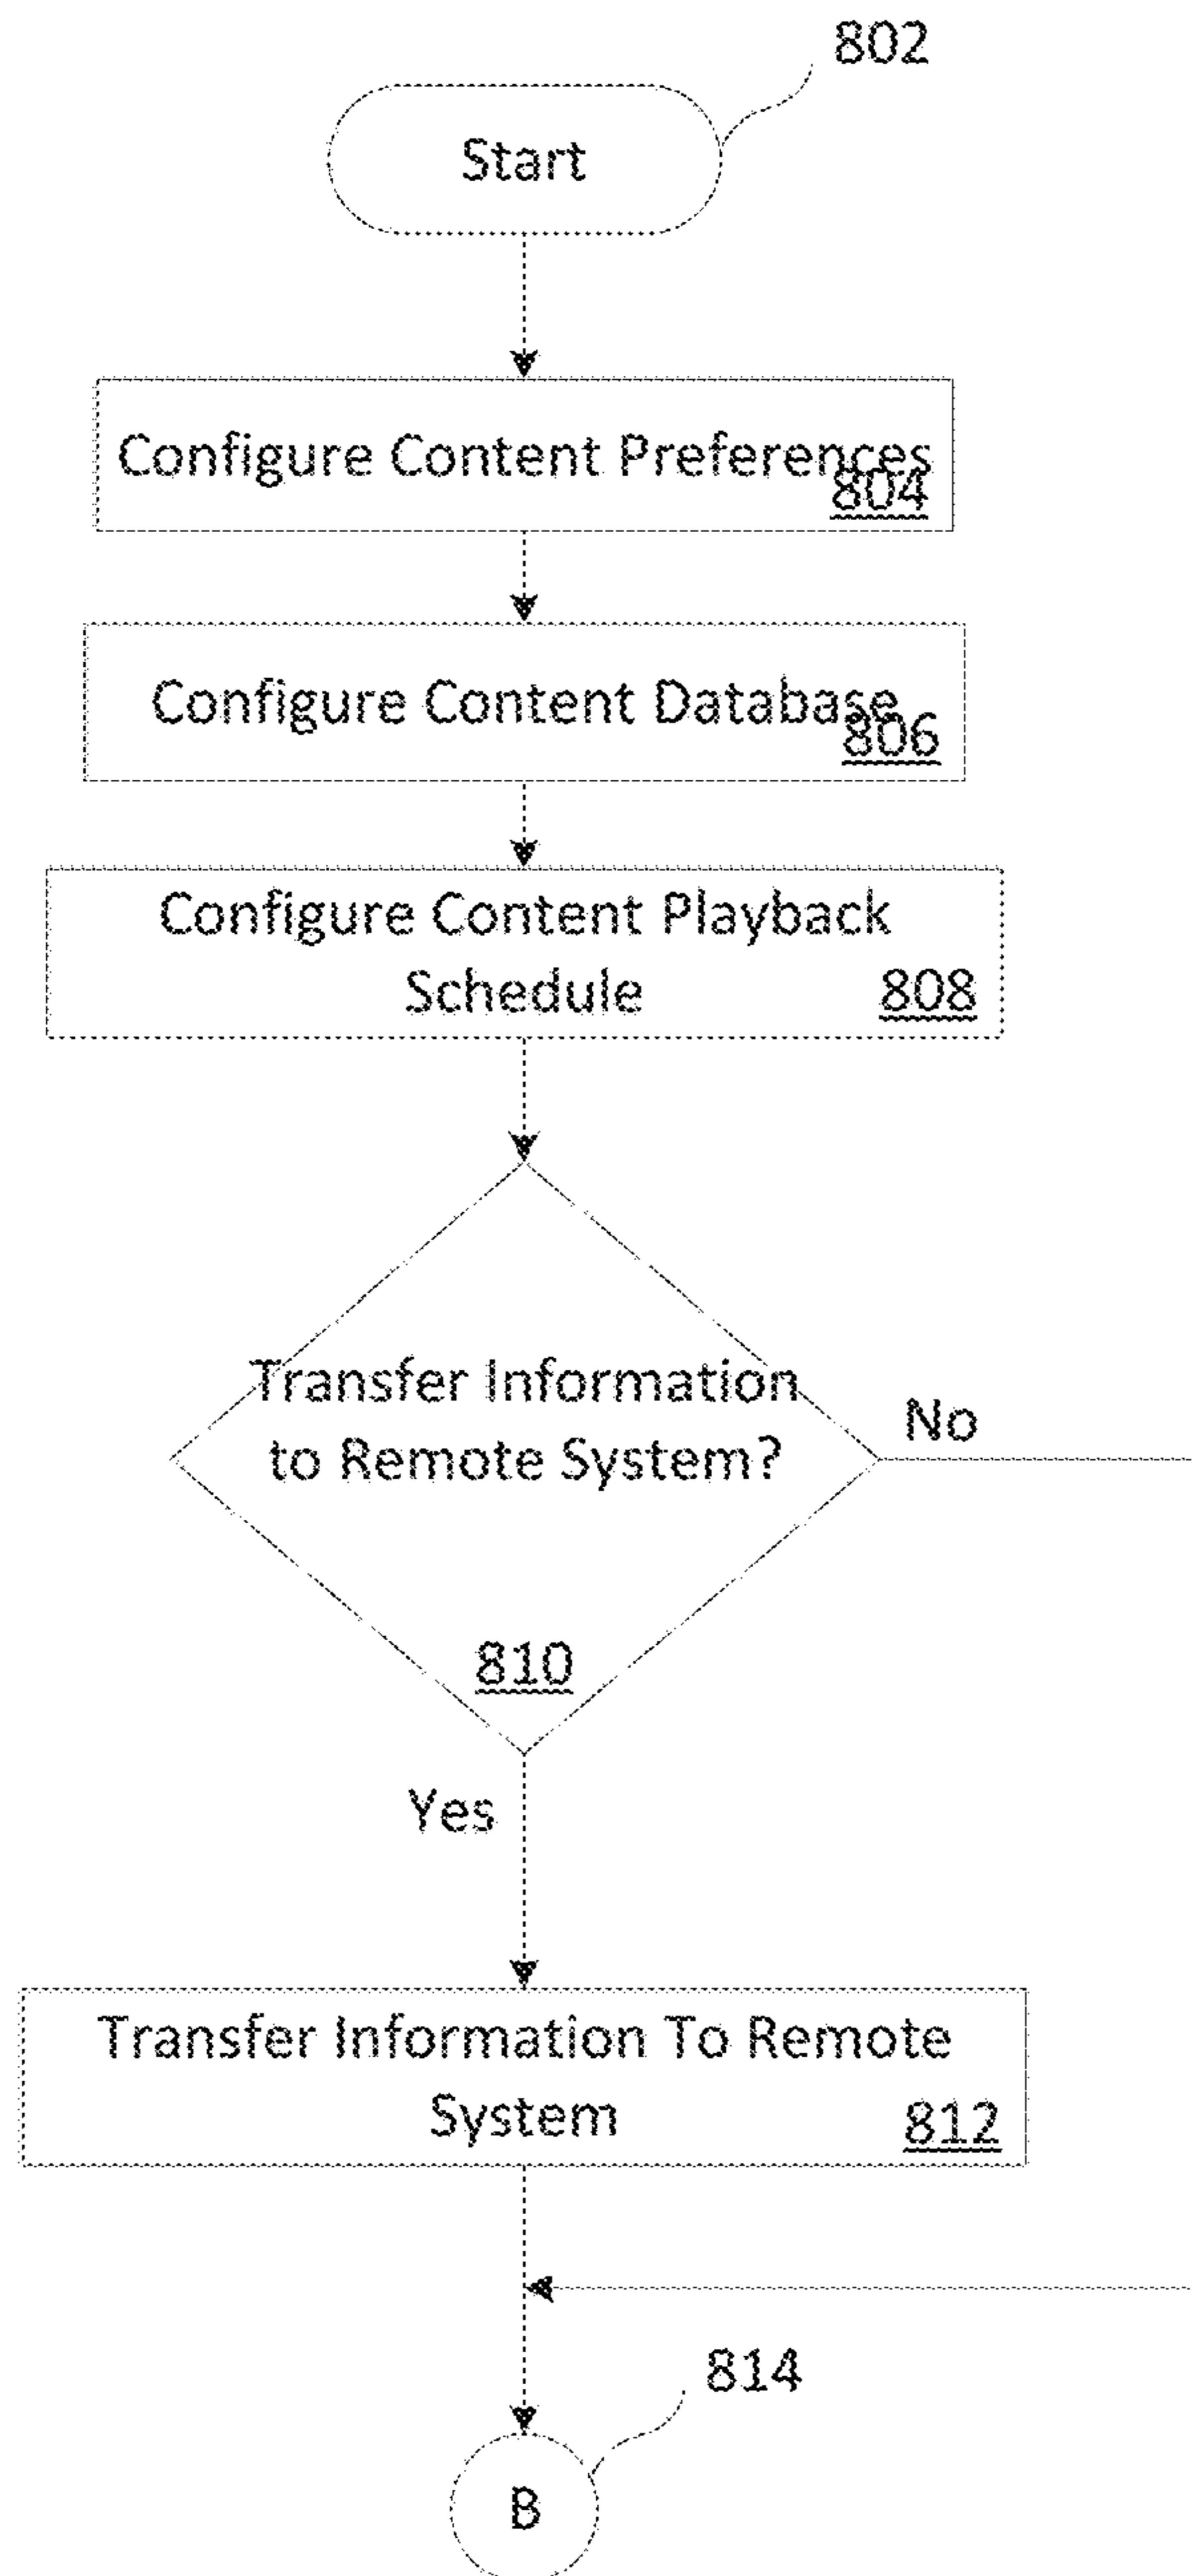 802
Start
Configure Content Preferences
804
Configure Content Database
806
Configure Content Playback
Schedule
808
Transfer Information
to Remote System?
No
810
Yes
Transfer Information To Remote
System
812
814
B